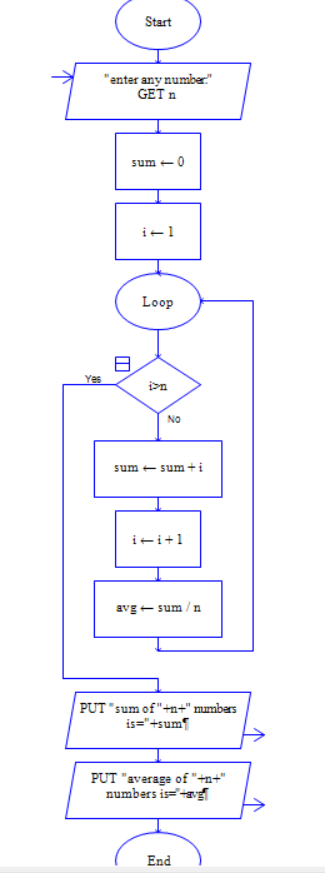 Start
"enter any number:"
GET n
sum ← 0
i ← 1
Loop
Yes
i>n
No
sum ← sum + i
i ← i + 1
avg ← sum / n
PUT "sum of "+n+" numbers
is="+sum¶
PUT "average of "+n+"
numbers is="+avg¶
End